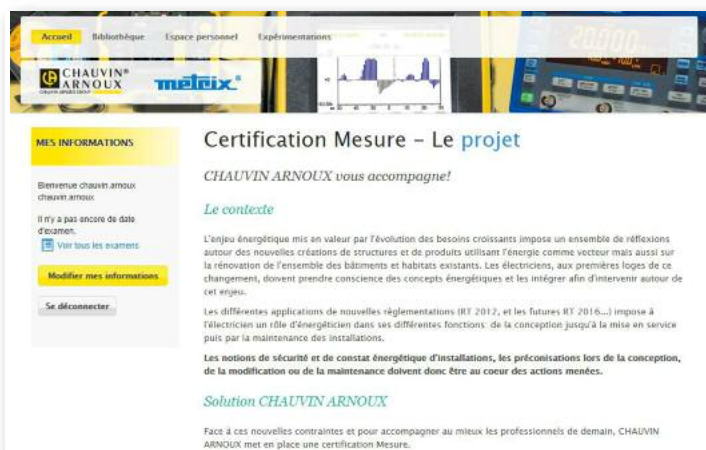 Accueil Bibliothèque Espace personnel Expérimentations
20.000
CHAUVIN®
ARNOUX
CHAUVIN ARNOUX GROUP
metrix®
MES INFORMATIONS
Bienvenue chauvin.arnoux
chauvin.arnoux
Il n'y a pas encore de date
d'examen.
Voir tous les examens
Modifier mes informations
Se déconnecter
Certification Mesure – Le projet
CHAUVIN ARNOUX vous accompagne!
Le contexte
L'enjeu énergétique mis en valeur par l'évolution des besoins croissants impose un ensemble de réflexions
autour des nouvelles créations de structures et de produits utilisant l'énergie comme vecteur mais aussi sur
la rénovation de l'ensemble des bâtiments et habitats existants. Les électriciens, aux premières loges de ce
changement, doivent prendre conscience des concepts énergétiques et les intégrer afin d'intervenir autour de
cet enjeu.
Les différentes applications de nouvelles règlementations (RT 2012, et les futures RT 2016...) impose à
l'électricien un rôle d'énergéticien dans ses différentes fonctions: de la conception jusqu'à la mise en service
puis par la maintenance des installations.
Les notions de sécurité et de constat énergétique d'installations, les préconisations lors de la conception,
de la modification ou de la maintenance doivent donc être au coeur des actions menées.
Solution CHAUVIN ARNOUX
Face à ces nouvelles contraintes et pour accompagner au mieux les professionnels de demain, CHAUVIN
ARNOUX met en place une certification Mesure.